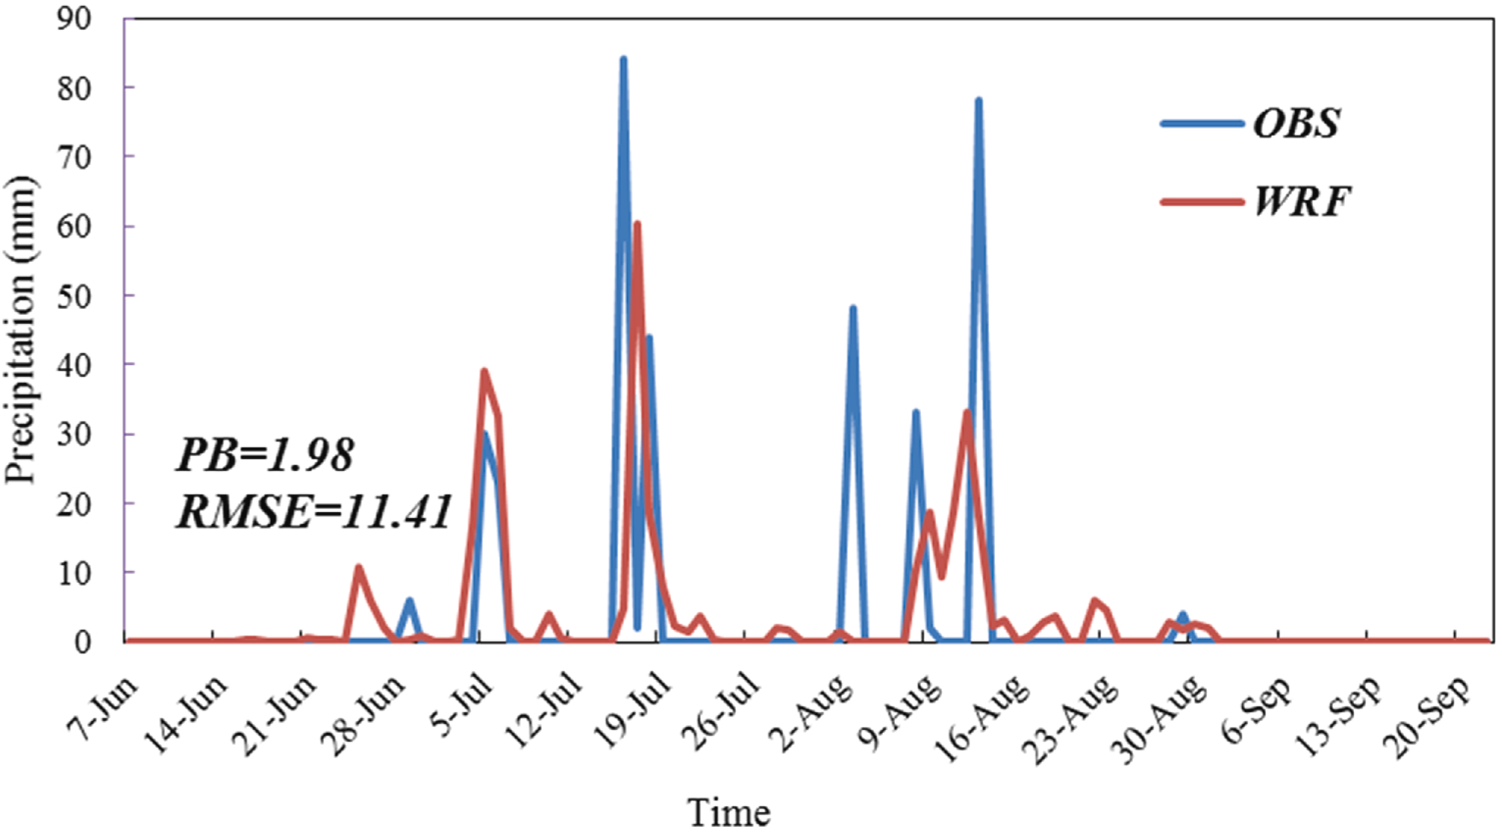 90
80
70
60
50
40
30
20
10
0
Precipitation (mm)
OBS
WRF
PB=1.98
RMSE=11.41
7-Jun
14-Jun
21-Jun
28-Jun
5-Jul
12-Jul
19-Jul
26-Jul
2-Aug
9-Aug
16-Aug
23-Aug
30-Aug
6-Sep
13-Sep
20-Sep
Time